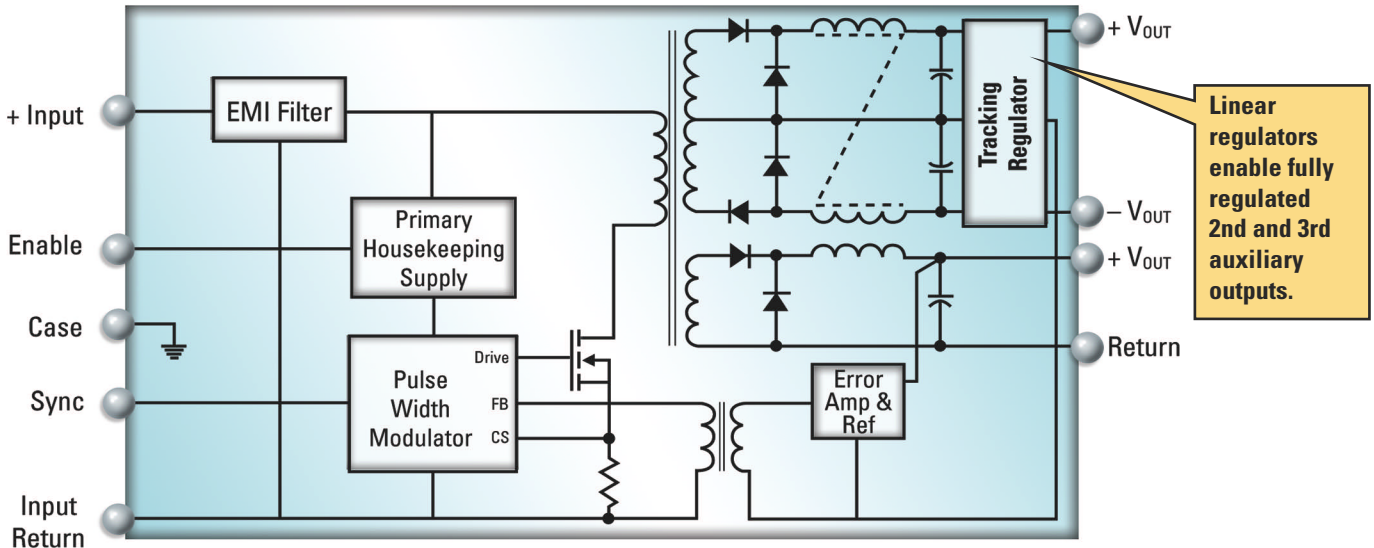 + Input
Enable
Case
Sync
Input
Return
EMI Filter
Primary
Housekeeping
Supply
Pulse
Width
Modulator
Drive
FB
CS
Error
Amp &
Ref
Tracking
Regulator
+ VOUT
– VOUT
+ VOUT
Return
Linear
regulators
enable fully
regulated
2nd and 3rd
auxiliary
outputs.